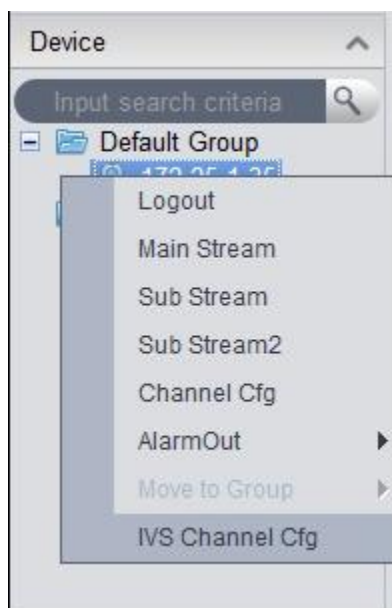 Device
Input search criteria
Default Group
Logout
Main Stream
Sub Stream
Sub Stream2
Channel Cfg
AlarmOut
Move to Group
IVS Channel Cfg